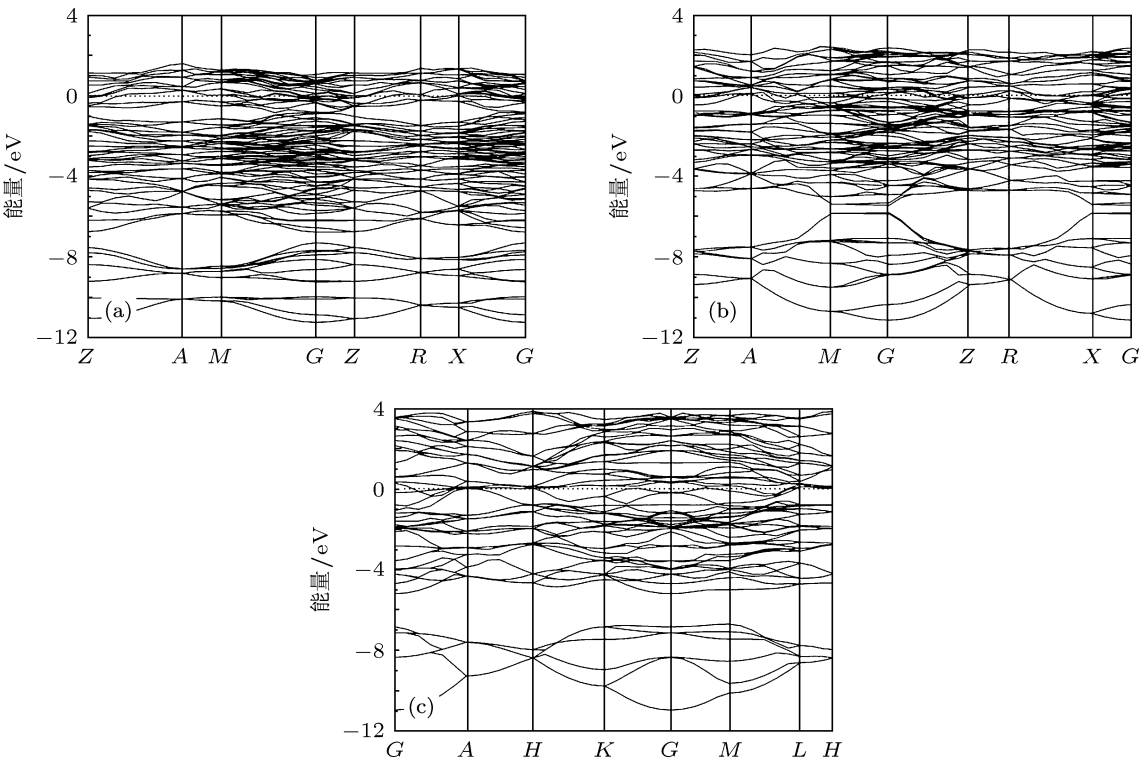 4
0
−4
−8
−12
能量/eV
(a)
Z A M G Z R X G
4
0
−4
−8
−12
能量/eV
(b)
Z A M G Z R X G
4
0
−4
−8
−12
能量/eV
(c)
G A H K G M L H